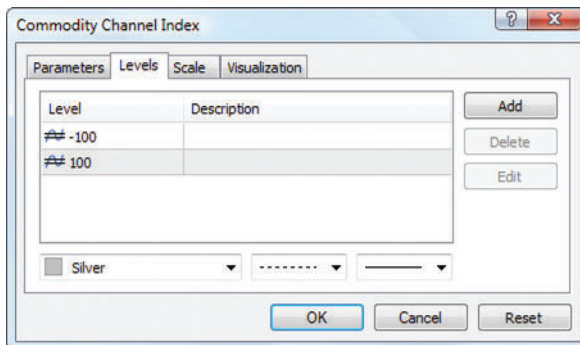 Commodity Channel Index
Parameters Levels Scale Visualization
Level Description Add
-100 Delete
100 Edit
Silver
OK Cancel Reset